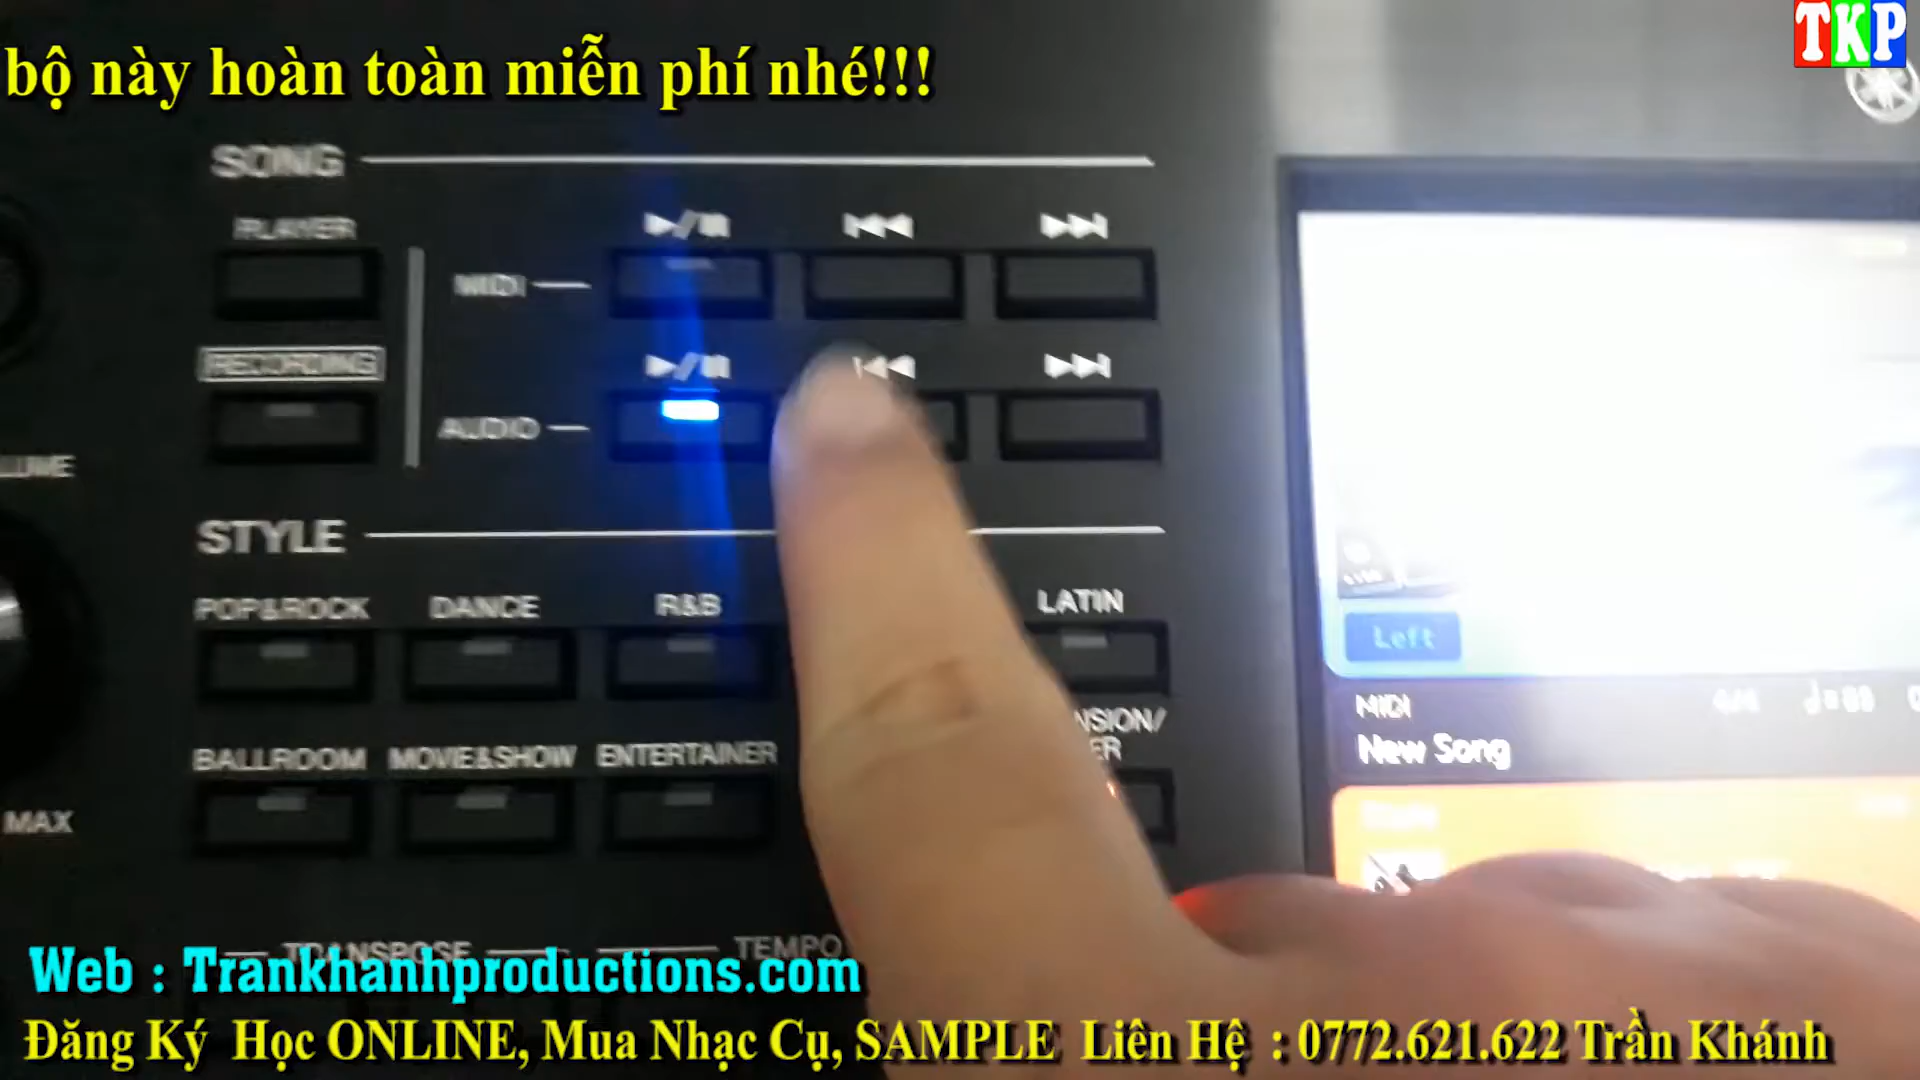 TKP
bộ này hoàn toàn miễn phí nhé!!!
SONG
PLAYER
MIDI
RECORDING
AUDIO
STYLE
POP&ROCK DANCE R&B LATIN
BALLROOM MOVIE&SHOW ENTERTAINER
MAX
TRANSPOSE TEMPO
Left
MIDI
New Song
Web : Trankhanhproductions.com
Đăng Ký Học ONLINE, Mua Nhạc Cụ, SAMPLE Liên Hệ : 0772.621.622 Trần Khánh